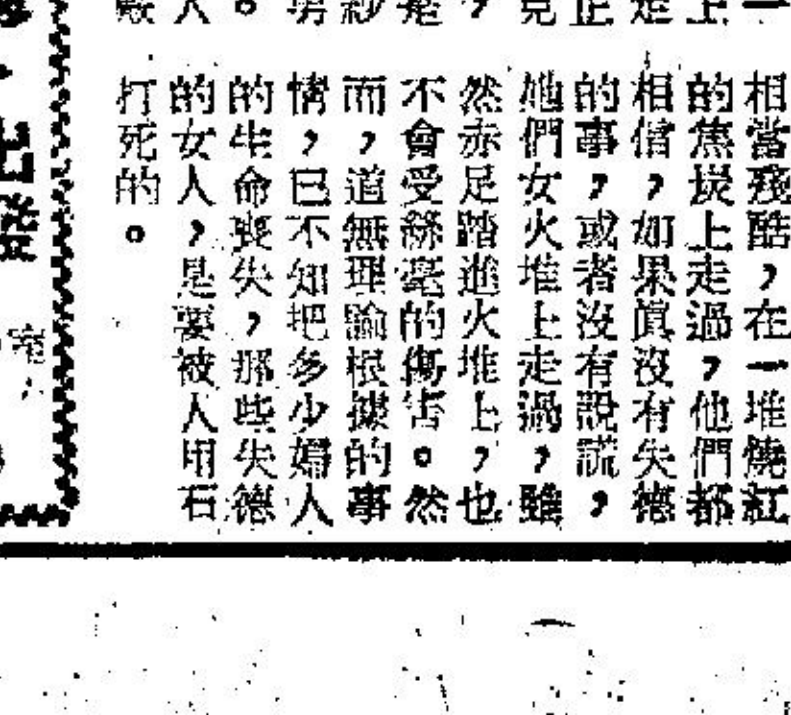 相當殘酷，在一堆燒紅
的焦炭上走過，他們都
相信，如果眞沒有失德
的事，或者沒有說謊，
她們女火堆上走過，雖
然赤足踏進火堆上，也
不會受絲毫的傷害。然
而，這無理論根據的事
情，已不知把多少婦人
的生命喪失，那些失德
的女人，是要被人用石
打死的。
出發